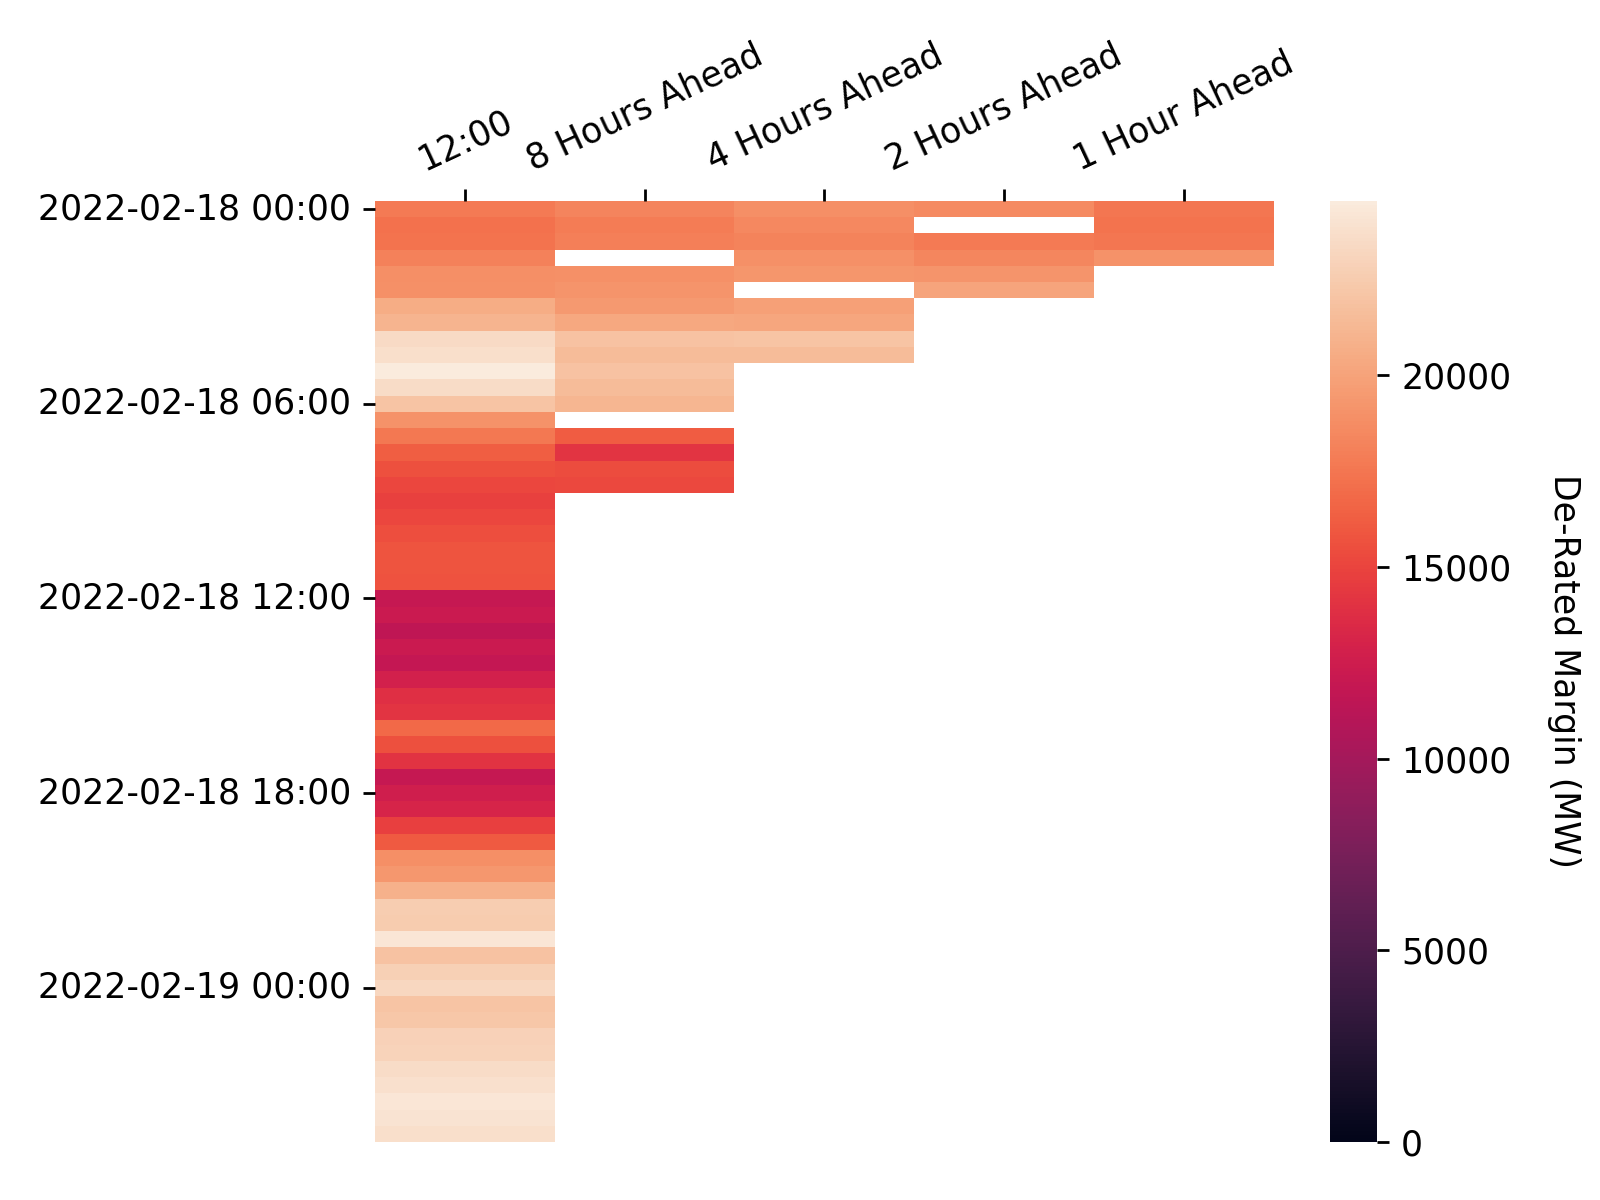 12:00
8 Hours Ahead
4 Hours Ahead
2 Hours Ahead
1 Hour Ahead
2022-02-18 00:00
2022-02-18 06:00
2022-02-18 12:00
2022-02-18 18:00
2022-02-19 00:00
20000
15000
10000
5000
0
De-Rated Margin (MW)